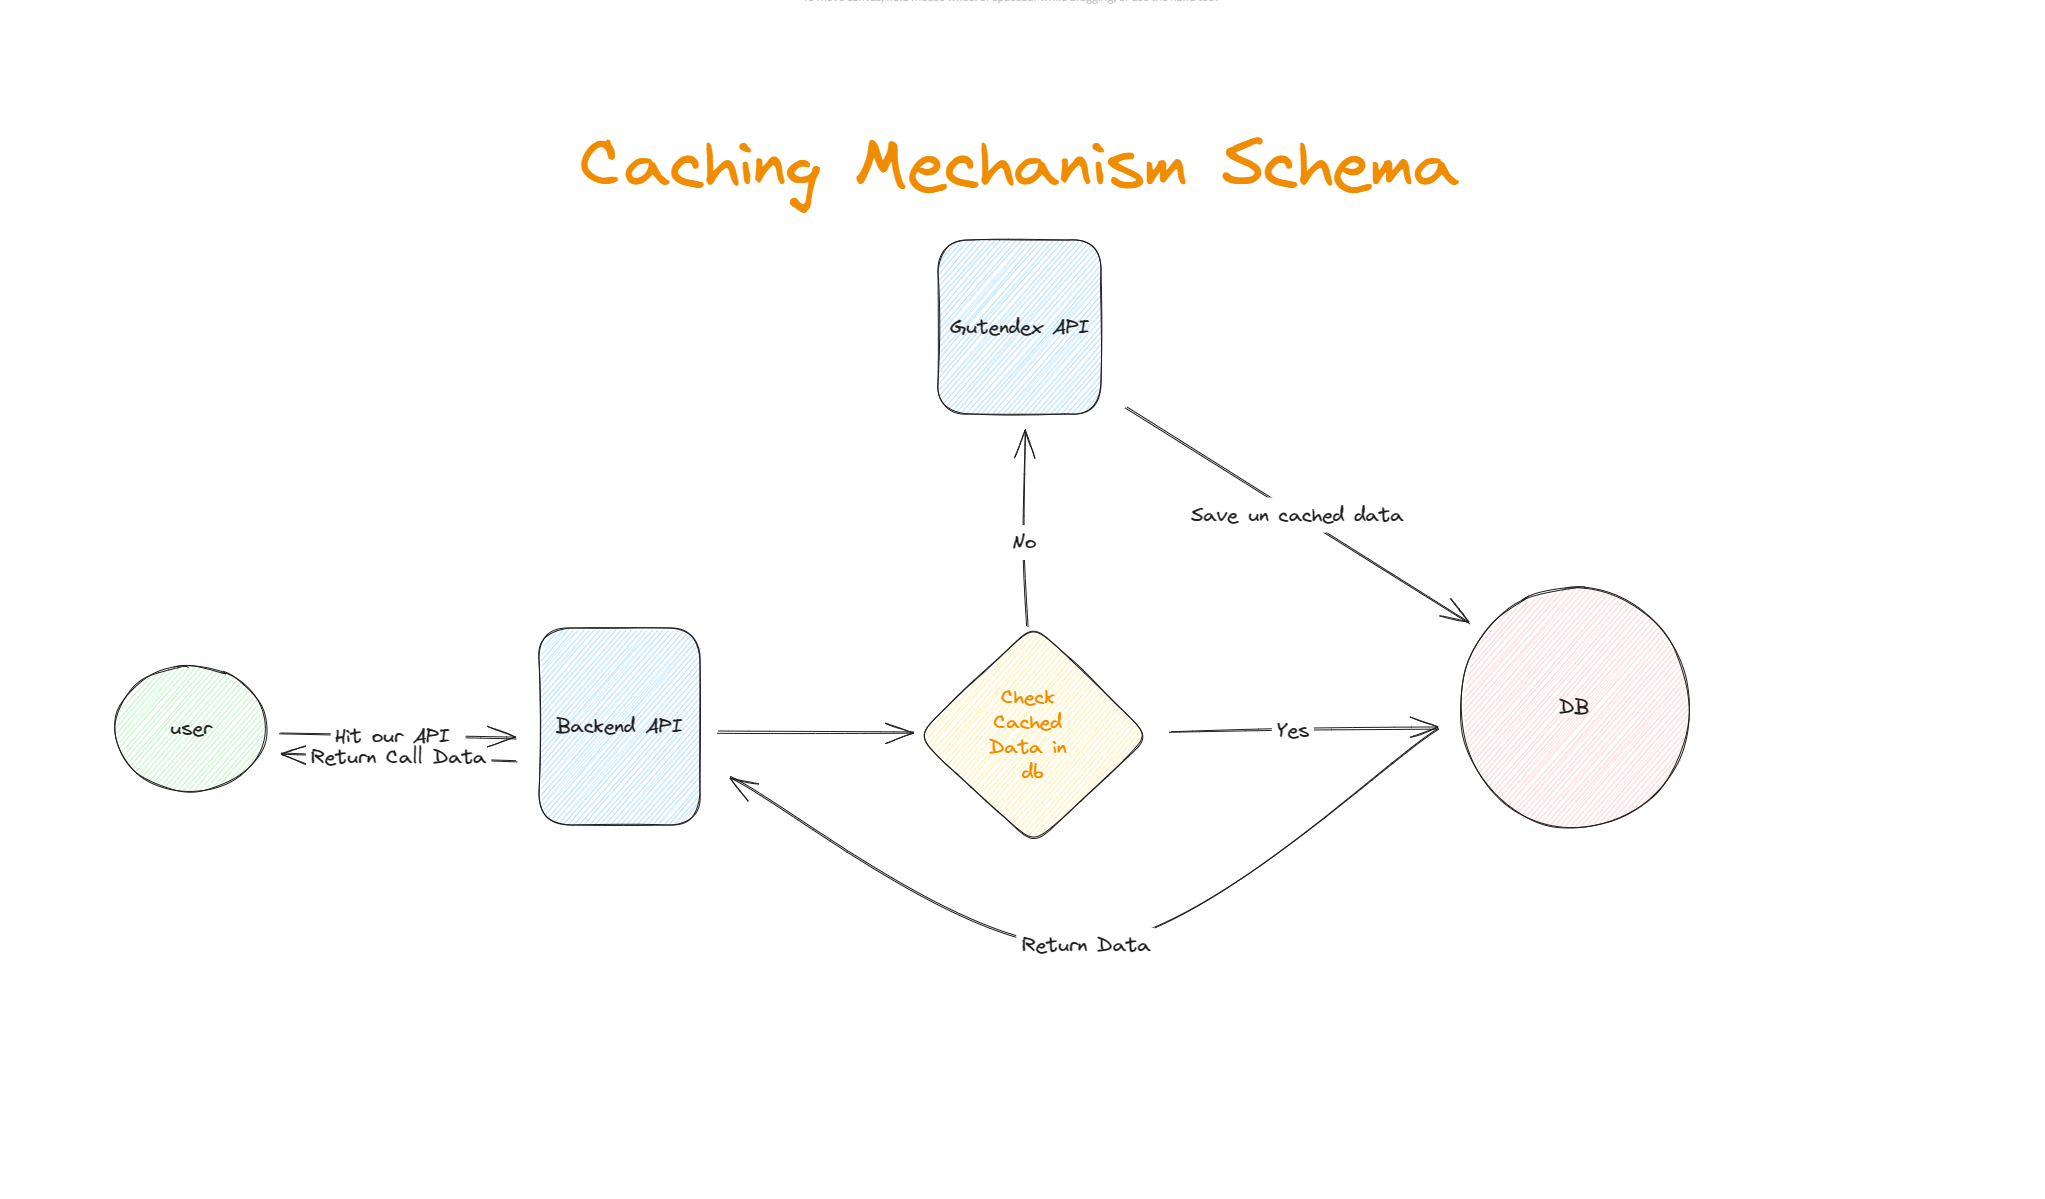 Caching Mechanism Schema
Gutendex API
Save un cached data
No
user
Hit our API
Return Call Data
Backend API
Check
Cached
Data in
db
Yes
DB
Return Data